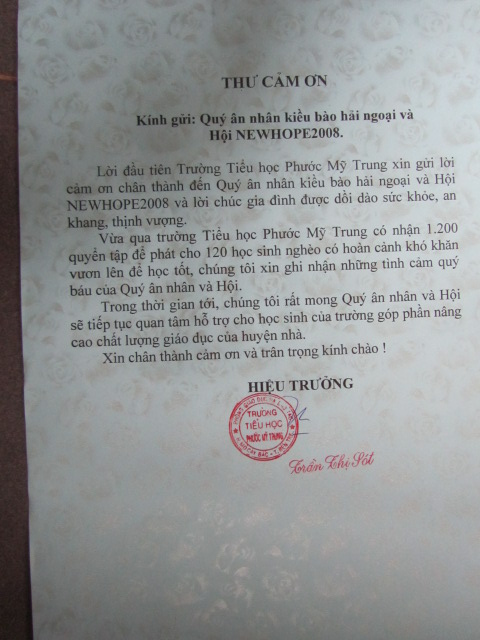 THƯ CẢM ƠN
Kính gửi: Quý ân nhân kiều bào hải ngoại và
Hội NEWHOPE2008.
Lời đầu tiên Trường Tiểu học Phước Mỹ Trung xin gửi lời
cảm ơn chân thành đến Quý ân nhân kiều bào hải ngoại và Hội
NEWHOPE2008 và lời chúc gia đình được dồi dào sức khỏe, an
khang, thịnh vượng.
Vừa qua trường Tiểu học Phước Mỹ Trung có nhận 1.200
quyển tập để phát cho 120 học sinh nghèo có hoàn cảnh khó khăn
vươn lên để học tốt, chúng tôi xin ghi nhận những tình cảm quý
báu của Quý ân nhân và Hội.
Trong thời gian tới, chúng tôi rất mong Quý ân nhân và Hội
sẽ tiếp tục quan tâm hỗ trợ cho học sinh của trường góp phần nâng
cao chất lượng giáo dục của huyện nhà.
Xin chân thành cảm ơn và trân trọng kính chào !
HIỆU TRƯỞNG
TRƯỜNG
TIỂU HỌC
PHƯỚC MỸ TRUNG
Trần Thị Sót